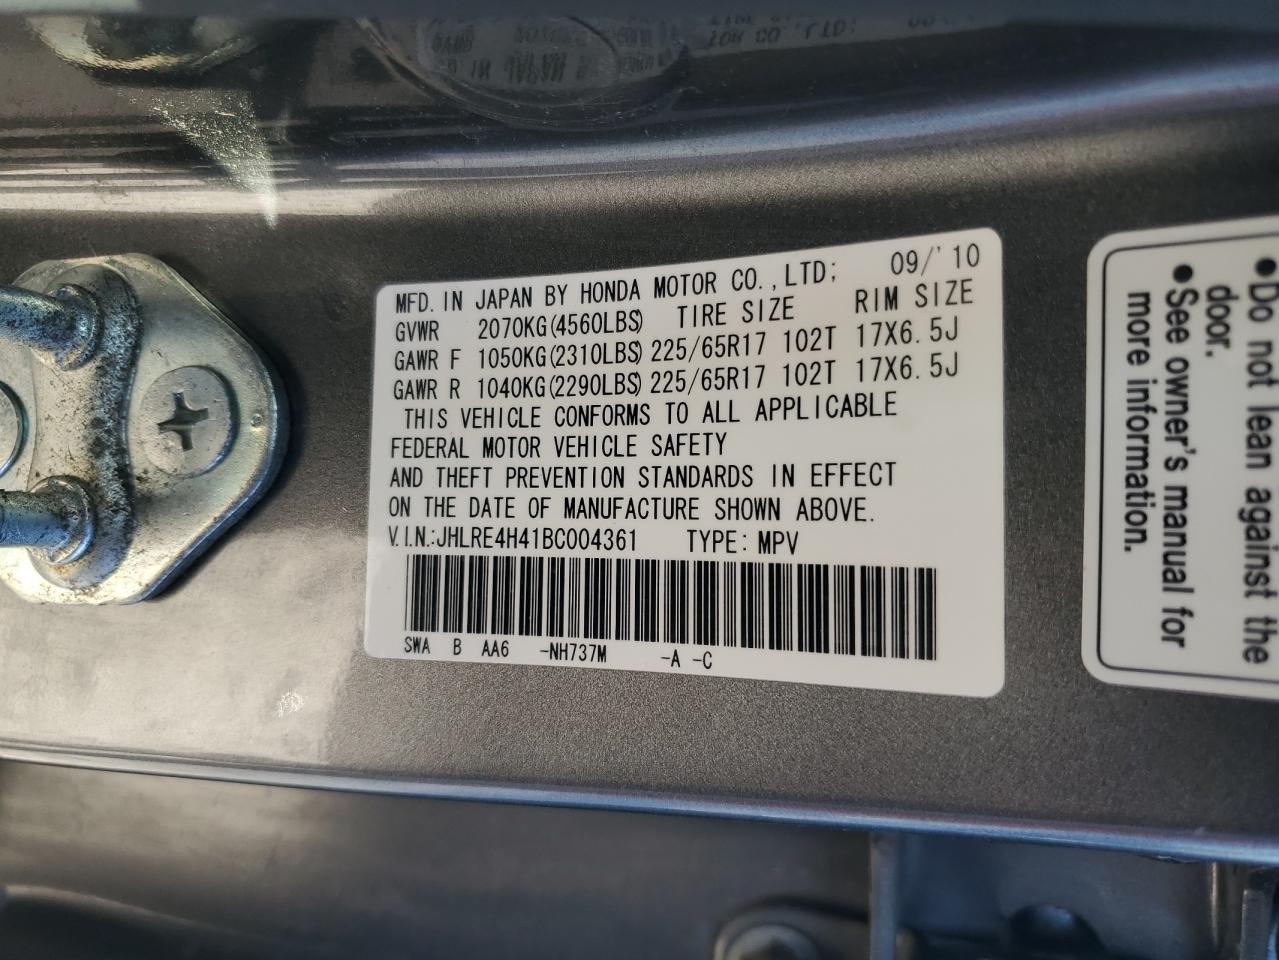 MFD. IN JAPAN BY HONDA MOTOR CO., LTD; 09/'10
GVWR 2070KG(4560LBS) TIRE SIZE RIM SIZE
GAWR F 1050KG(2310LBS) 225/65R17 102T 17X6.5J
GAWR R 1040KG(2290LBS) 225/65R17 102T 17X6.5J
THIS VEHICLE CONFORMS TO ALL APPLICABLE
FEDERAL MOTOR VEHICLE SAFETY
AND THEFT PREVENTION STANDARDS IN EFFECT
ON THE DATE OF MANUFACTURE SHOWN ABOVE.
V.I.N.:JHLRE4H41BC004361 TYPE: MPV
SWA B AA6 -NH737M -A -C
●Do not lean against the
door.
●See owner's manual for
more information.